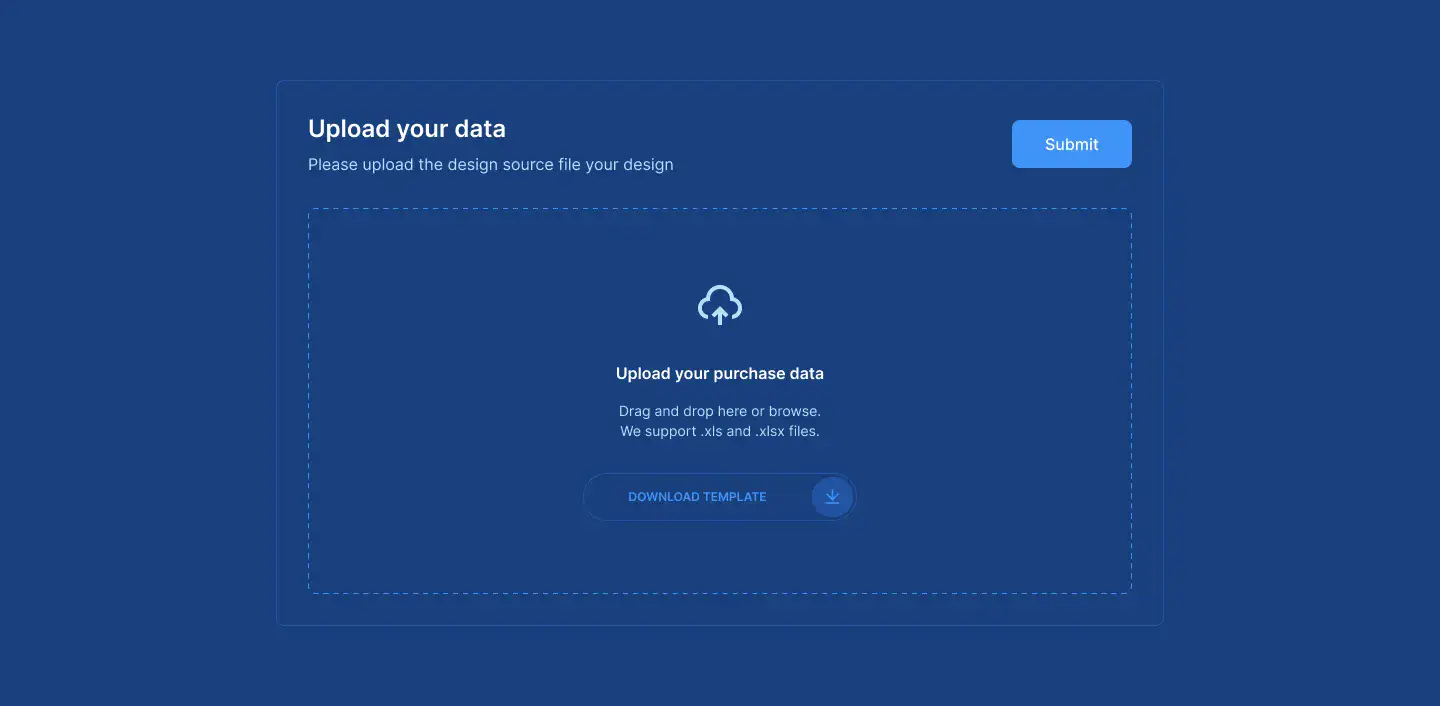 Upload your data
Please upload the design source file your design
Submit
Upload your purchase data
Drag and drop here or browse.
We support .xls and .xlsx files.
DOWNLOAD TEMPLATE